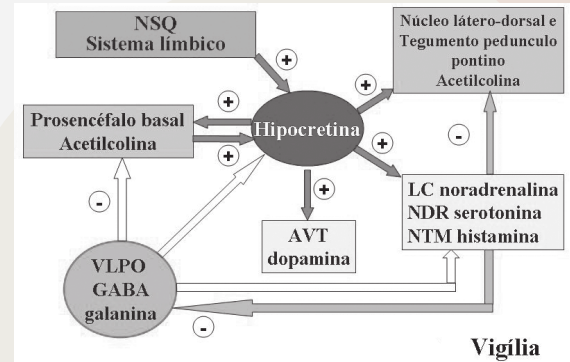 NSQ
Sistema límbico
Núcleo látero-dorsal e
Tegumento pedunculo
pontino
Acetilcolina
+
+
+
Prosencéfalo basal
Acetilcolina
Hipocretina
-
+
+
LC noradrenalina
NDR serotonina
NTM histamina
-
+
AVT
dopamina
VLPO
GABA
galanina
-
Vigília